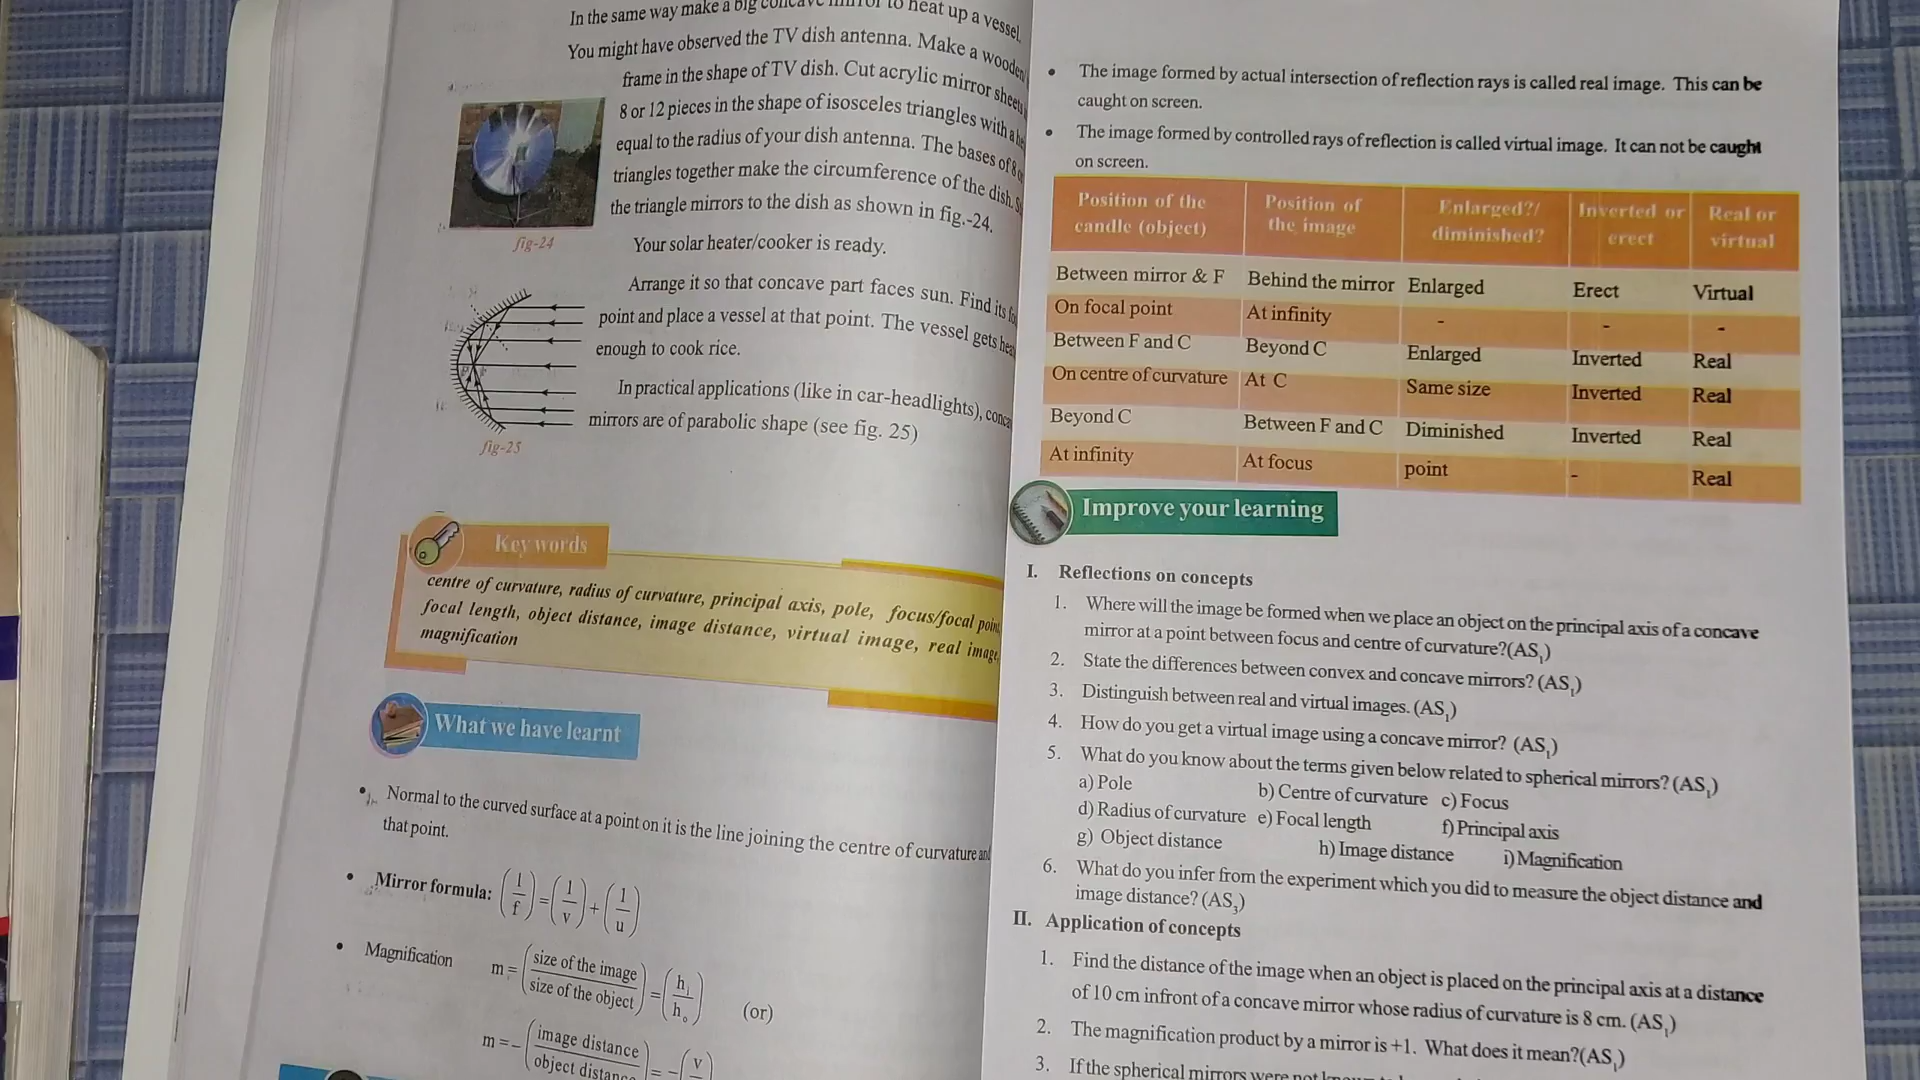 In the same way make a big concave mirror to heat up a vessel.
You might have observed the TV dish antenna. Make a wooden
frame in the shape of TV dish. Cut acrylic mirror sheets
8 or 12 pieces in the shape of isosceles triangles with a
equal to the radius of your dish antenna. The bases of 8
triangles together make the circumference of the dish.
the triangle mirrors to the dish as shown in fig.-24.
fig-24
Your solar heater/cooker is ready.
Arrange it so that concave part faces sun. Find its
point and place a vessel at that point. The vessel gets
enough to cook rice.
In practical applications (like in car-headlights),
mirrors are of parabolic shape (see fig. 25)
fig-25
Key words
centre of curvature, radius of curvature, principal axis, pole, focus/focal point,
focal length, object distance, image distance, virtual image, real image,
magnification
What we have learnt
• Normal to the curved surface at a point on it is the line joining the centre of curvature and
that point.
• Mirror formula: (1/f) = (1/v) + (1/u)
• Magnification m = (size of the image / size of the object) = (hi / ho) (or)
m = - (image distance / object distance) = - (v
• The image formed by actual intersection of reflection rays is called real image. This can be
caught on screen.
• The image formed by controlled rays of reflection is called virtual image. It can not be caught
on screen.
Position of the candle (object) Position of the image Enlarged?/ diminished? Inverted or erect Real or virtual
Between mirror & F Behind the mirror Enlarged Erect Virtual
On focal point At infinity - - -
Between F and C Beyond C Enlarged Inverted Real
On centre of curvature At C Same size Inverted Real
Beyond C Between F and C Diminished Inverted Real
At infinity At focus point - Real
Improve your learning
I. Reflections on concepts
1. Where will the image be formed when we place an object on the principal axis of a concave
mirror at a point between focus and centre of curvature?(AS1)
2. State the differences between convex and concave mirrors? (AS1)
3. Distinguish between real and virtual images. (AS1)
4. How do you get a virtual image using a concave mirror? (AS1)
5. What do you know about the terms given below related to spherical mirrors? (AS1)
a) Pole b) Centre of curvature c) Focus
d) Radius of curvature e) Focal length f) Principal axis
g) Object distance h) Image distance i) Magnification
6. What do you infer from the experiment which you did to measure the object distance and
image distance? (AS3)
II. Application of concepts
1. Find the distance of the image when an object is placed on the principal axis at a distance
of 10 cm infront of a concave mirror whose radius of curvature is 8 cm. (AS1)
2. The magnification product by a mirror is +1. What does it mean?(AS1)
3. If the spherical mirrors were not